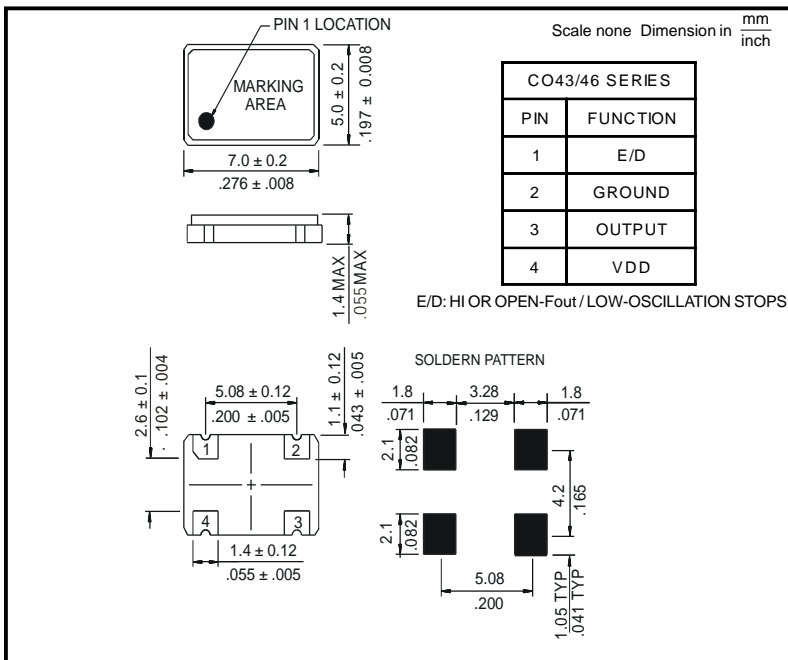 PIN 1 LOCATION
Scale none Dimension in mm
inch
MARKING
AREA
5.0 ± 0.2
.197 ± 0.008
7.0 ± 0.2
.276 ± .008
CO43/46 SERIES
PIN FUNCTION
1 E/D
2 GROUND
3 OUTPUT
4 VDD
1.4 MAX
.055 MAX
E/D: HI OR OPEN-Fout / LOW-OSCILLATION STOPS
2.6 ± 0.1
.102 ± .004
5.08 ± 0.12
.200 ± .005
1.1 ± 0.12
.043 ± .005
1 2
4 3
1.4 ± 0.12
.055 ± .005
SOLDERN PATTERN
1.8 3.28 1.8
.071 .129 .071
2.1
.082
4.2
.165
2.1
.082
5.08
.200
1.05 TYP
.041 TYP